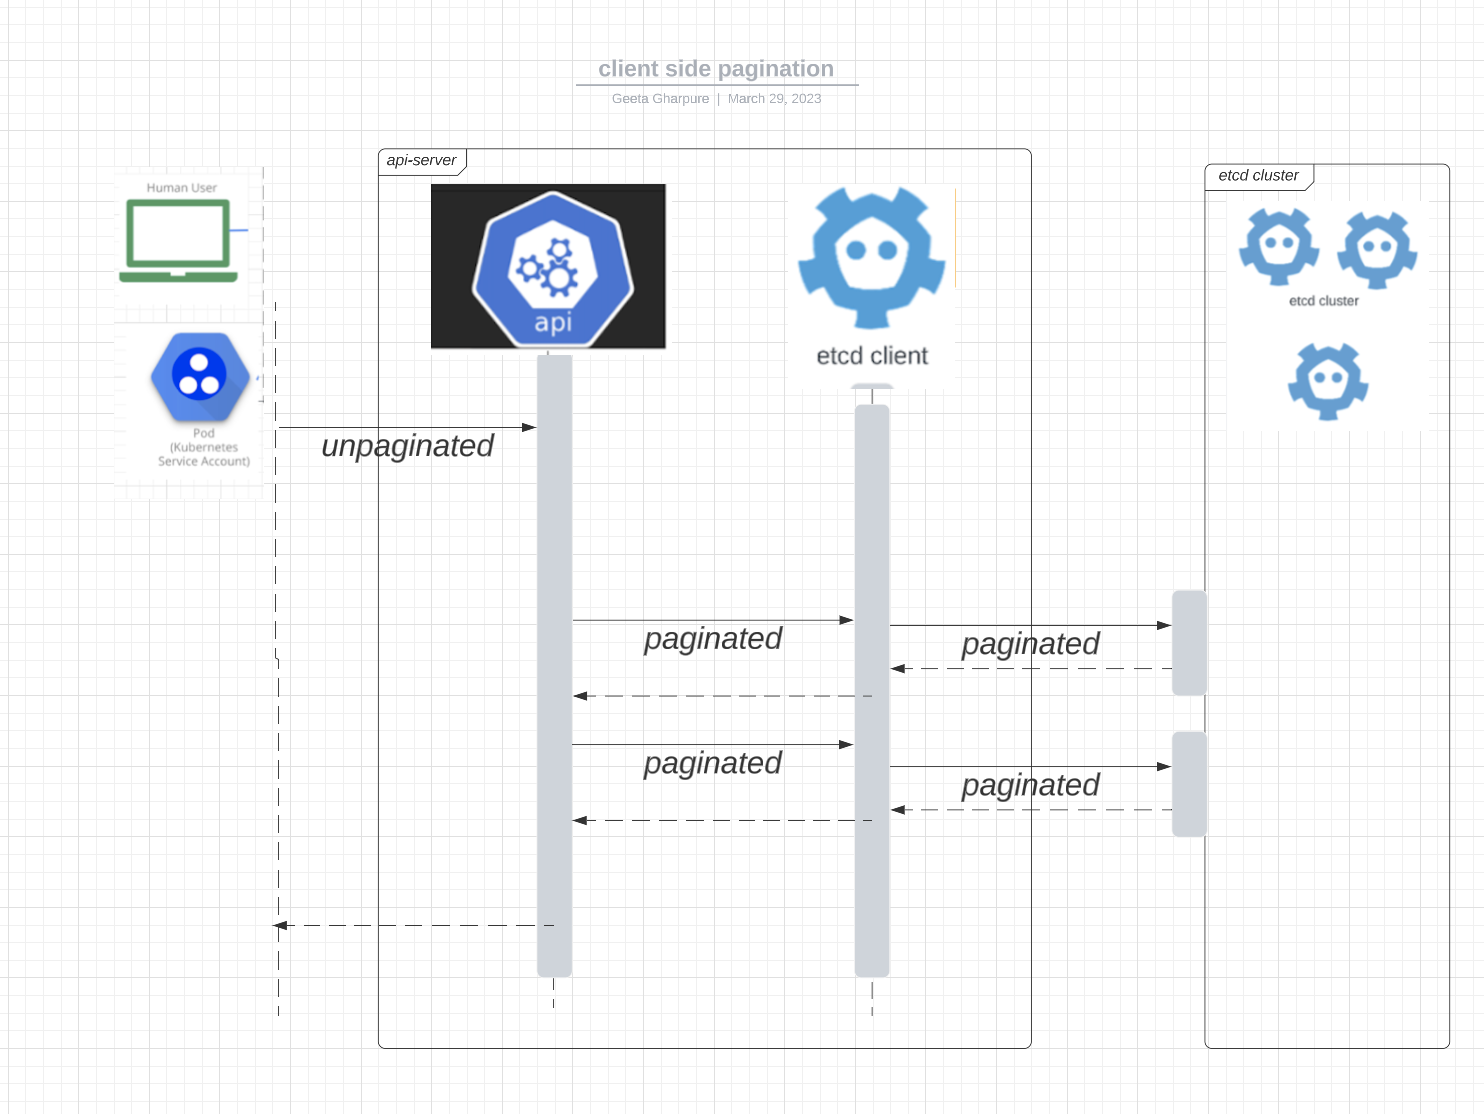 client side pagination
Geeta Gharpure | March 29, 2023
api-server
etcd cluster
Human User
api
etcd client
etcd cluster
Pod
(Kubernetes
Service Account)
unpaginated
paginated
paginated
paginated
paginated